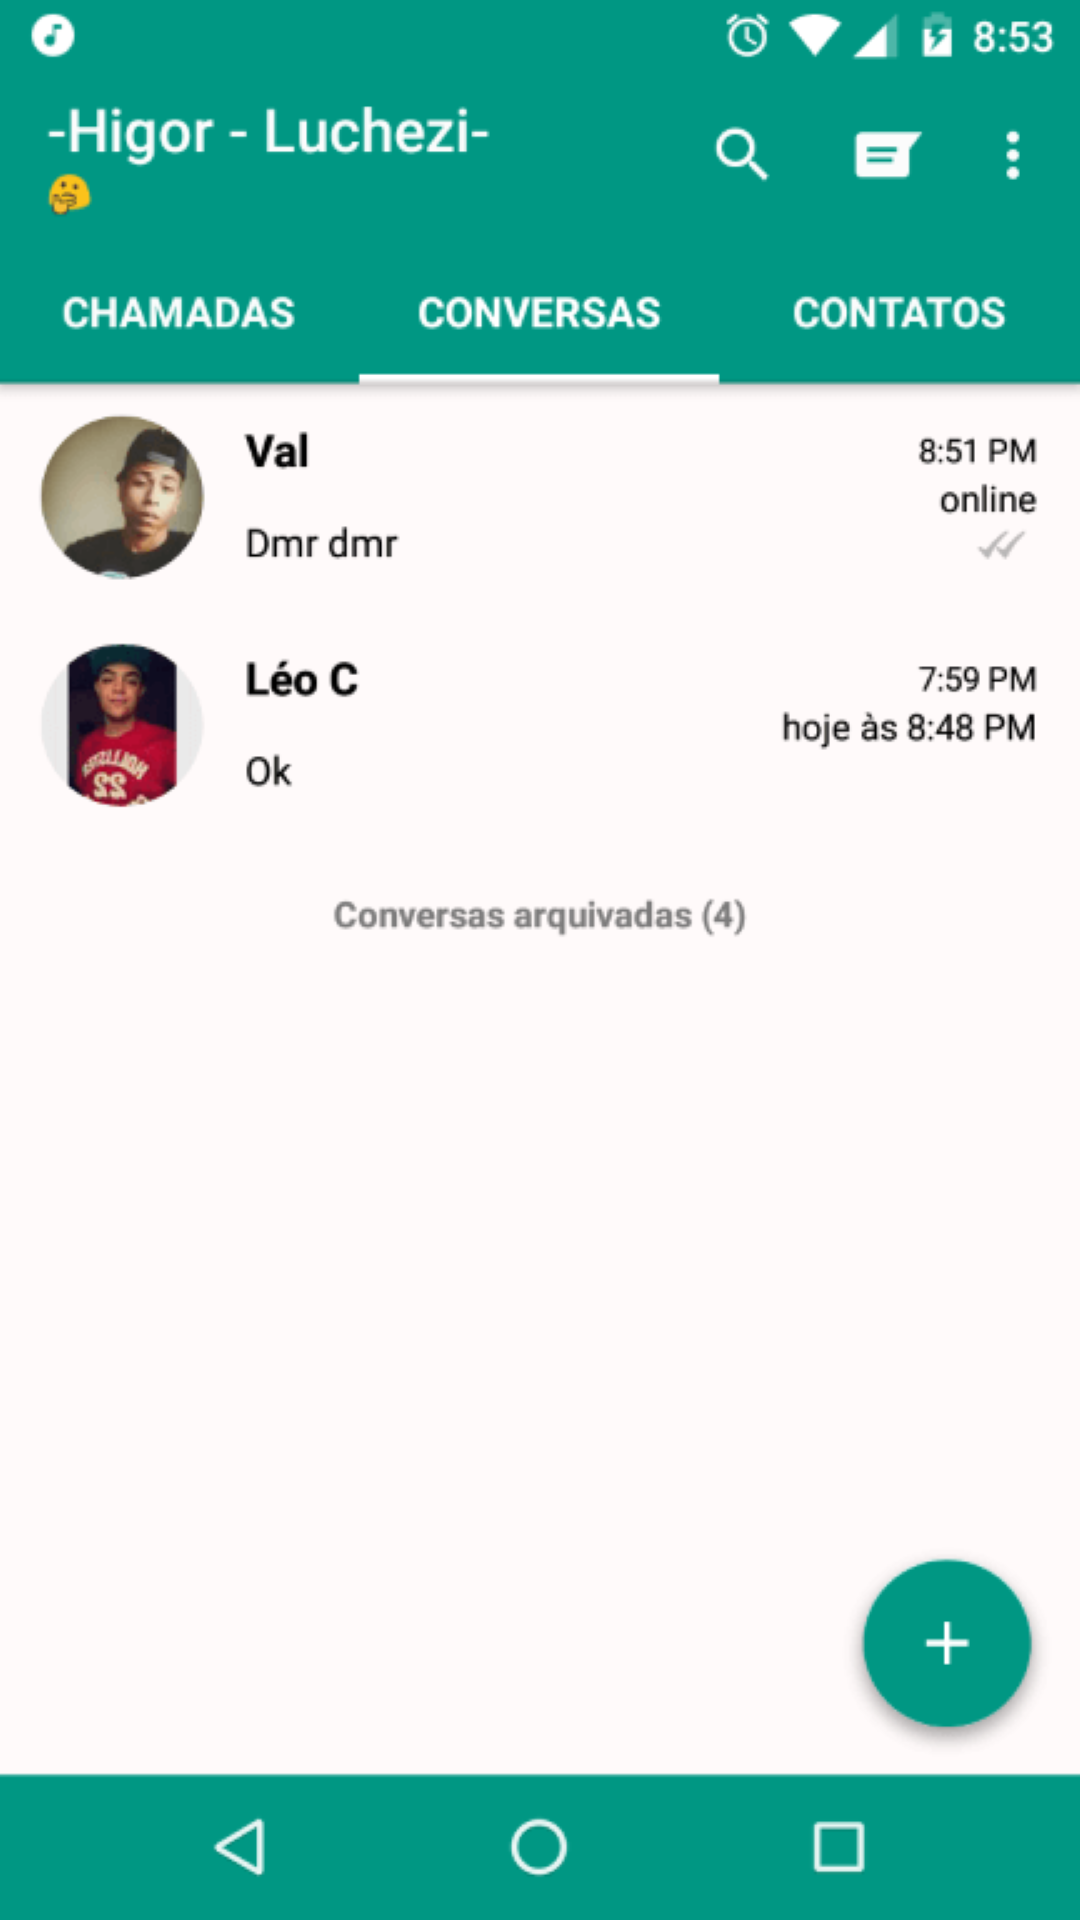 8:53
-Higor - Luchezi-
🤔
CHAMADAS
CONVERSAS
CONTATOS
Val
8:51 PM
online
Dmr dmr
Léo C
7:59 PM
hoje às 8:48 PM
Ok
Conversas arquivadas (4)